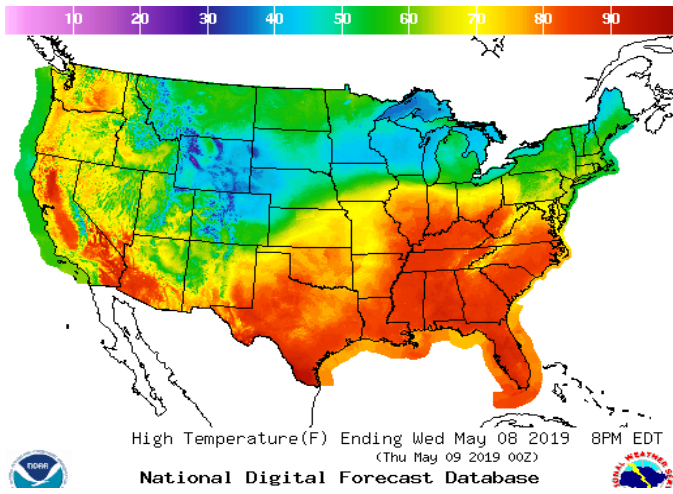 10 20 30 40 50 60 70 80 90
High Temperature(F) Ending Wed May 08 2019 8PM EDT
(Thu May 09 2019 00Z)
National Digital Forecast Database
NOAA